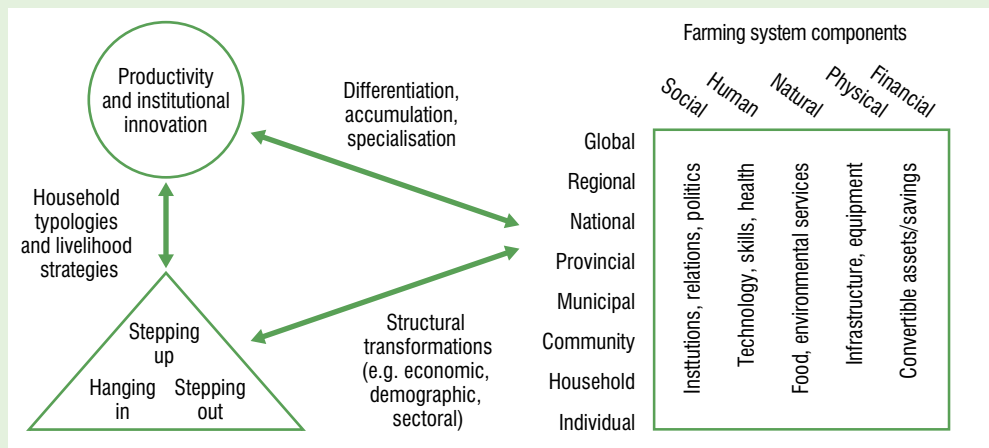 Productivity
and institutional
innovation
Differentiation,
accumulation,
specialisation
Household
typologies
and livelihood
strategies
Stepping
up
Hanging
in
Stepping
out
Structural
transformations
(e.g. economic,
demographic,
sectoral)
Farming system components
Social
Human
Natural
Physical
Financial
Global
Regional
National
Provincial
Municipal
Community
Household
Individual
Insttutions, relations, politics
Technology, skills, health
Food, environmental services
Infrastructure, equipment
Convertible assets/savings